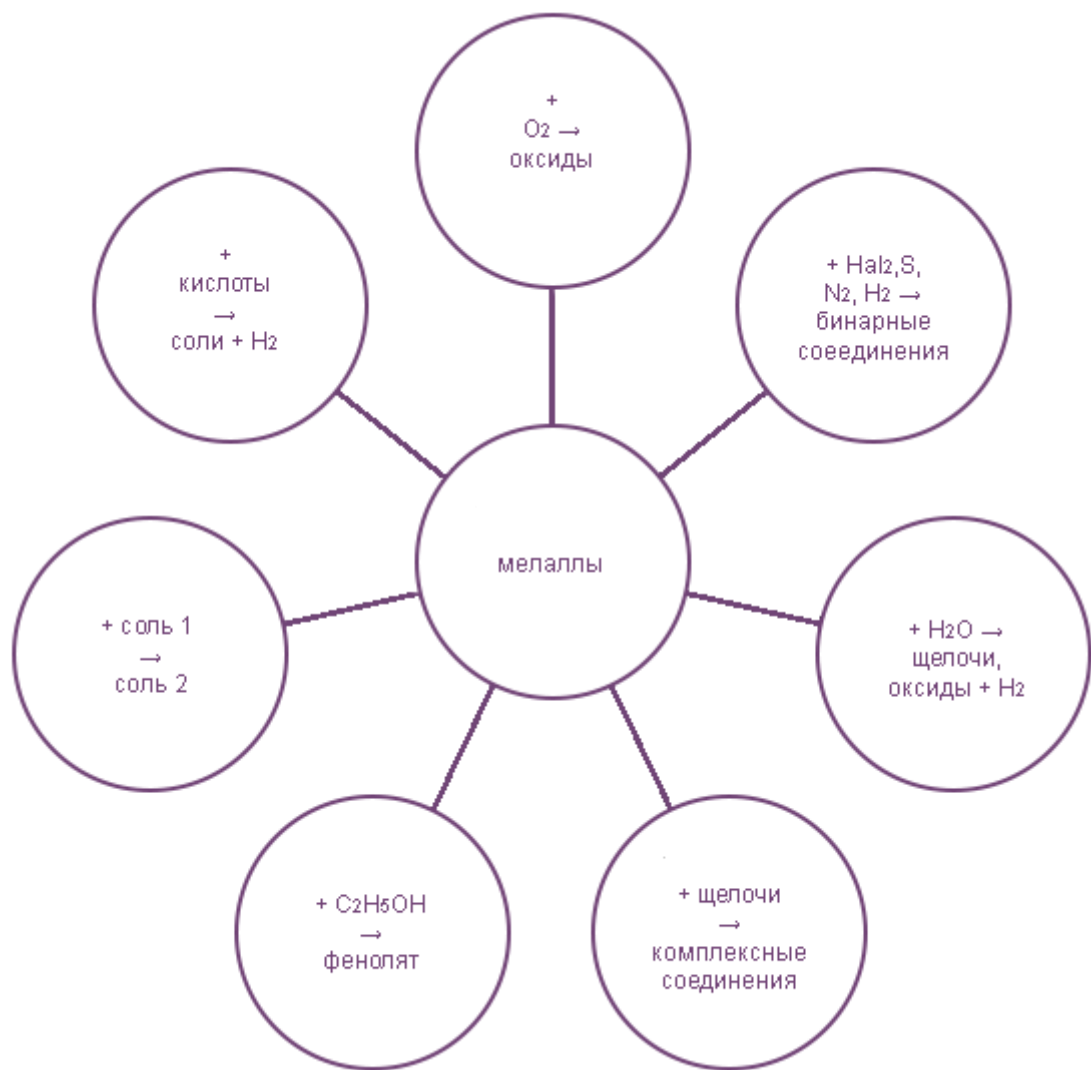 +
O2 →
оксиды
+ Hal2,S,
N2, H2 →
бинарные
соеединения
+
кислоты
→
соли + H2
мелаллы
+ соль 1
→
соль 2
+ H2O →
щелочи,
оксиды + H2
+ C2H5OH
→
фенолят
+ щелочи
→
комплексные
соединения